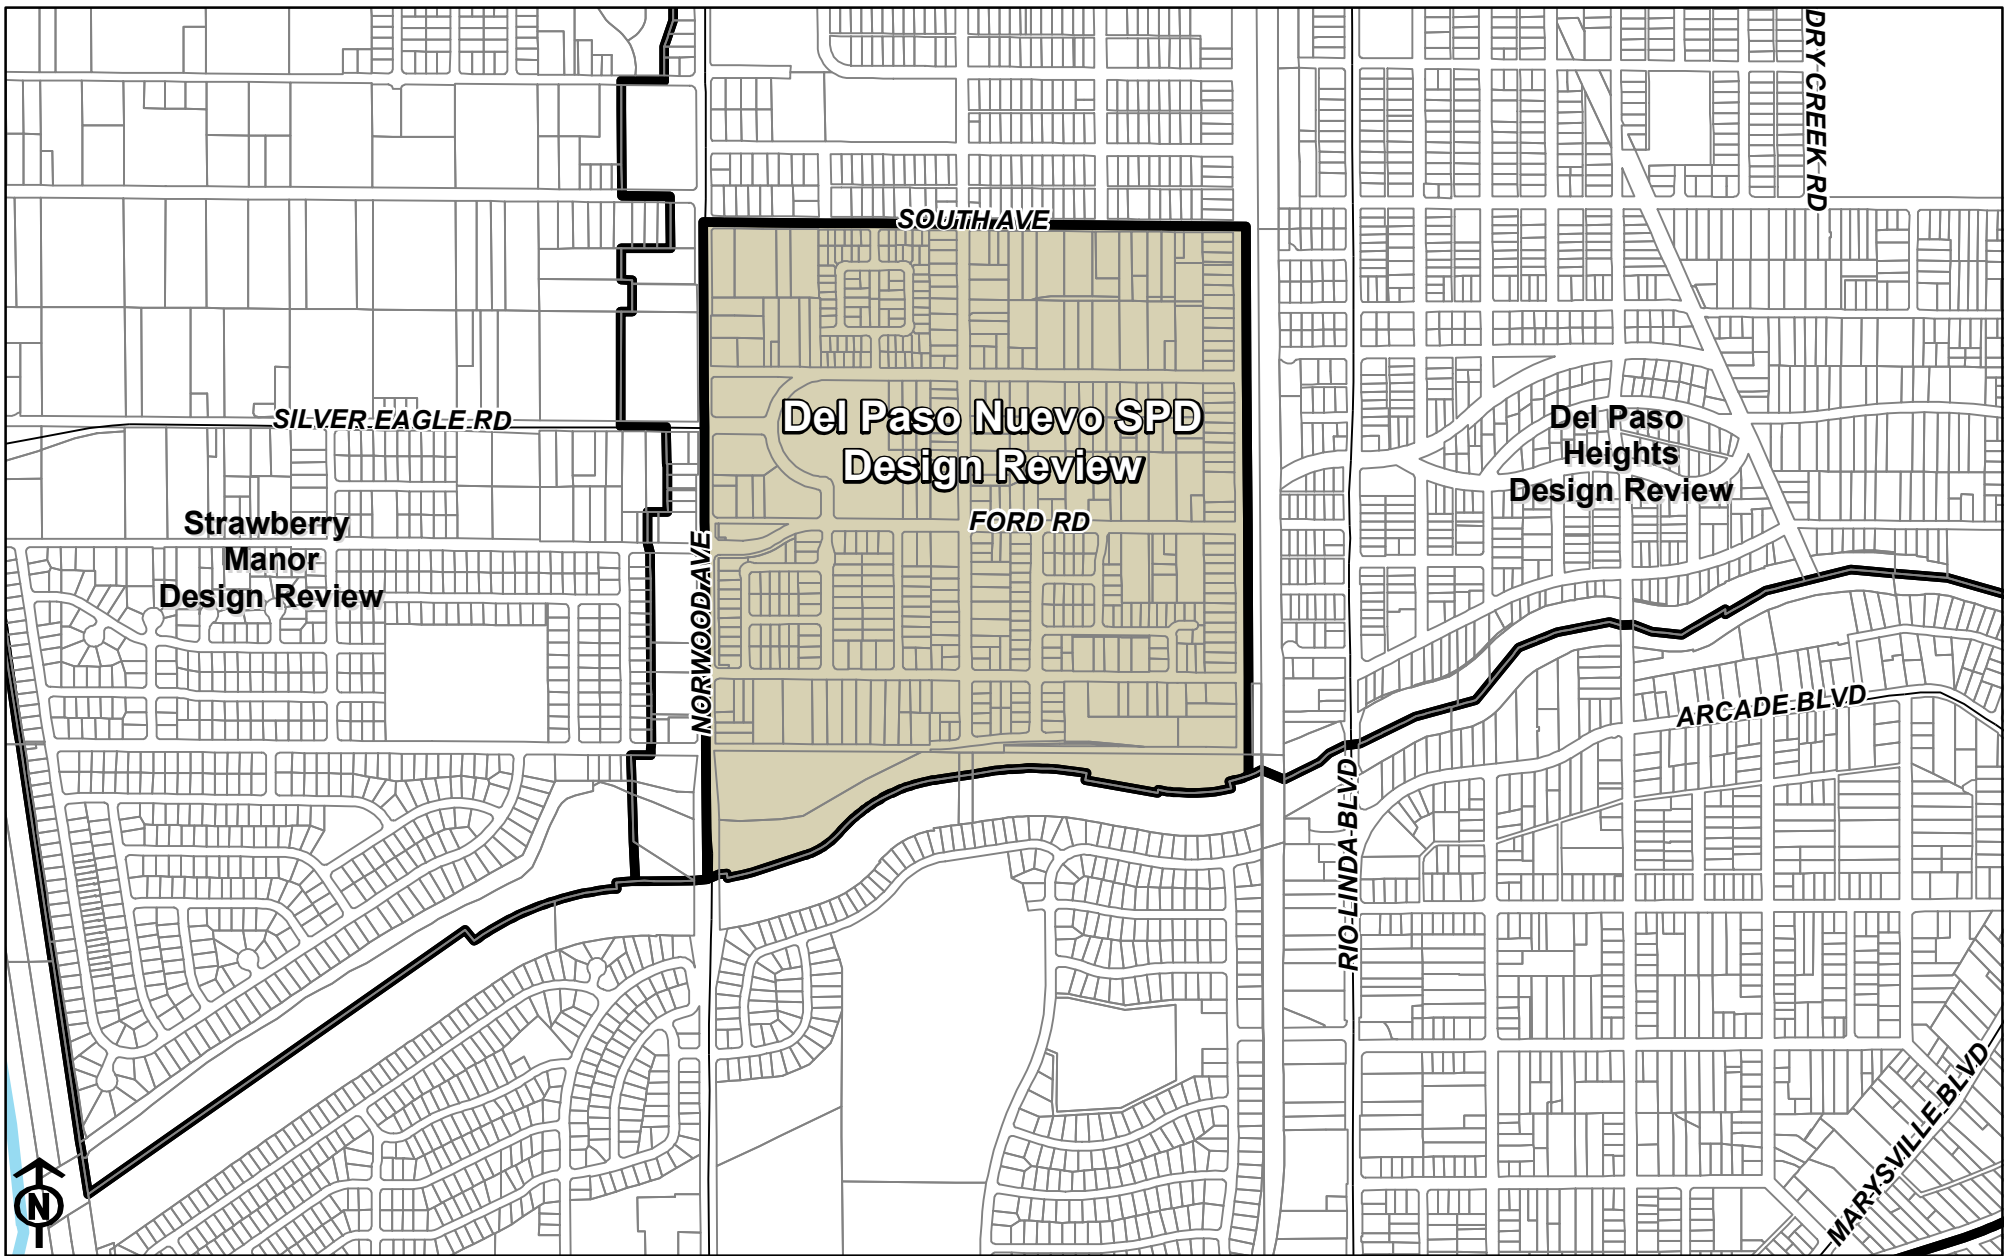 DRY CREEK RD
SOUTH AVE
SILVER EAGLE RD
Del Paso Nuevo SPD
Design Review
Del Paso
Heights
Design Review
FORD RD
Strawberry
Manor
Design Review
NORWOOD AVE
ARCADE BLVD
RIO LINDA BLVD
MARYSVILLE BLVD
N